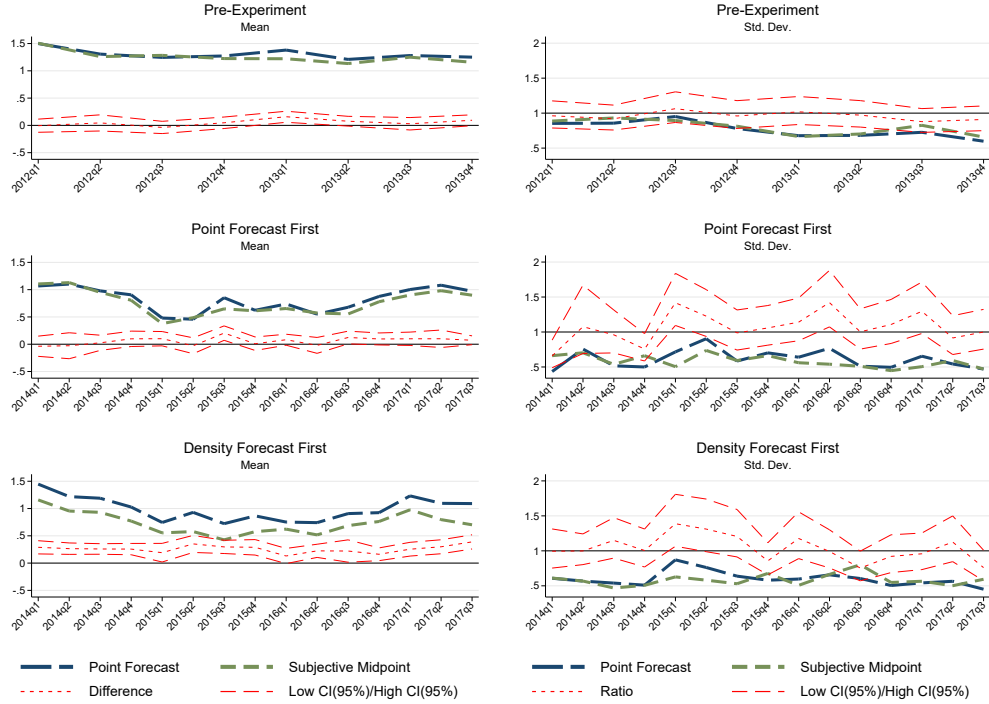 Pre-Experiment
Mean
1.5
1
.5
0
-.5
2012q1
2012q2
2012q3
2012q4
2013q1
2013q2
2013q3
2013q4
Pre-Experiment
Std. Dev.
2
1.5
1
.5
2012q1
2012q2
2012q3
2012q4
2013q1
2013q2
2013q3
2013q4
Point Forecast First
Mean
1.5
1
.5
0
-.5
2014q1
2014q2
2014q3
2014q4
2015q1
2015q2
2015q3
2015q4
2016q1
2016q2
2016q3
2016q4
2017q1
2017q2
2017q3
Point Forecast First
Std. Dev.
2
1.5
1
.5
2014q1
2014q2
2014q3
2014q4
2015q1
2015q2
2015q3
2015q4
2016q1
2016q2
2016q3
2016q4
2017q1
2017q2
2017q3
Density Forecast First
Mean
1.5
1
.5
0
-.5
2014q1
2014q2
2014q3
2014q4
2015q1
2015q2
2015q3
2015q4
2016q1
2016q2
2016q3
2016q4
2017q1
2017q2
2017q3
Density Forecast First
Std. Dev.
2
1.5
1
.5
2014q1
2014q2
2014q3
2014q4
2015q1
2015q2
2015q3
2015q4
2016q1
2016q2
2016q3
2016q4
2017q1
2017q2
2017q3
Point Forecast
Subjective Midpoint
Difference
Low CI(95%)/High CI(95%)
Point Forecast
Subjective Midpoint
Ratio
Low CI(95%)/High CI(95%)